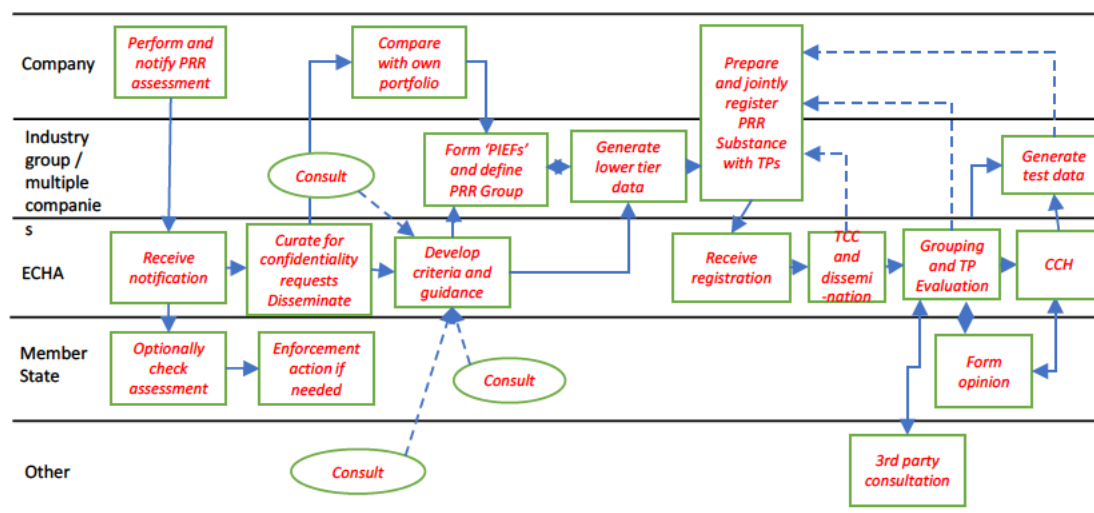 Company
Perform and
notify PRR
assessment
Compare
with own
portfolio
Prepare
and jointly
register
PRR
Substance
with TPs
Industry
group /
multiple
companie
s
Consult
Form ‘PIEFs’
and define
PRR Group
Generate
lower tier
data
Generate
test data
ECHA
Receive
notification
Curate for
confidentiality
requests
Disseminate
Develop
criteria and
guidance
Receive
registration
TCC
and
dissemi
-nation
Grouping
and TP
Evaluation
CCH
Member
State
Optionally
check
assessment
Enforcement
action if
needed
Consult
Form
opinion
Other
Consult
3rd party
consultation